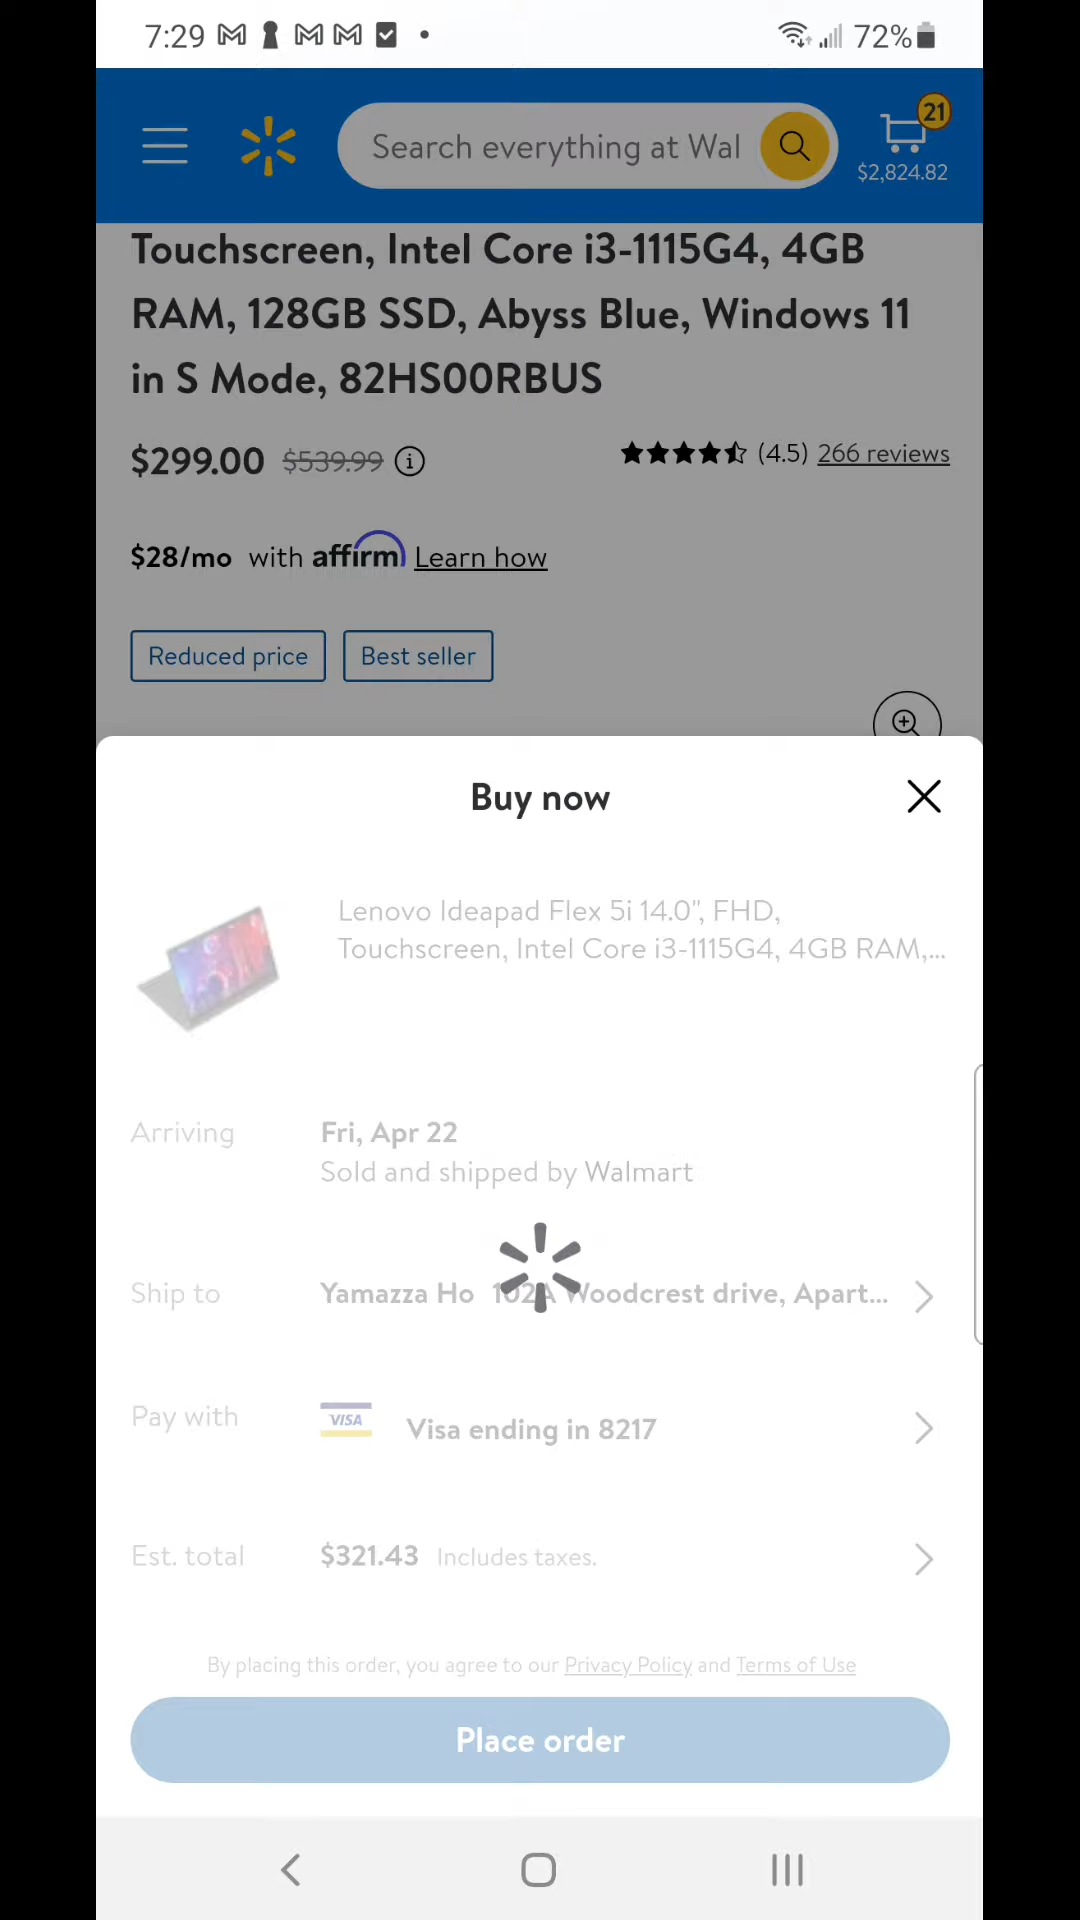 7:29
72%
Search everything at Wal
21
$2,824.82
Touchscreen, Intel Core i3-1115G4, 4GB
RAM, 128GB SSD, Abyss Blue, Windows 11
in S Mode, 82HS00RBUS
$299.00 $539.99
(4.5) 266 reviews
$28/mo with affirm Learn how
Reduced price Best seller
Buy now
Lenovo Ideapad Flex 5i 14.0", FHD,
Touchscreen, Intel Core i3-1115G4, 4GB RAM,...
Arriving Fri, Apr 22
Sold and shipped by Walmart
Ship to Yamazza Ho 102A Woodcrest drive, Apart...
Pay with VISA Visa ending in 8217
Est. total $321.43 Includes taxes.
By placing this order, you agree to our Privacy Policy and Terms of Use
Place order